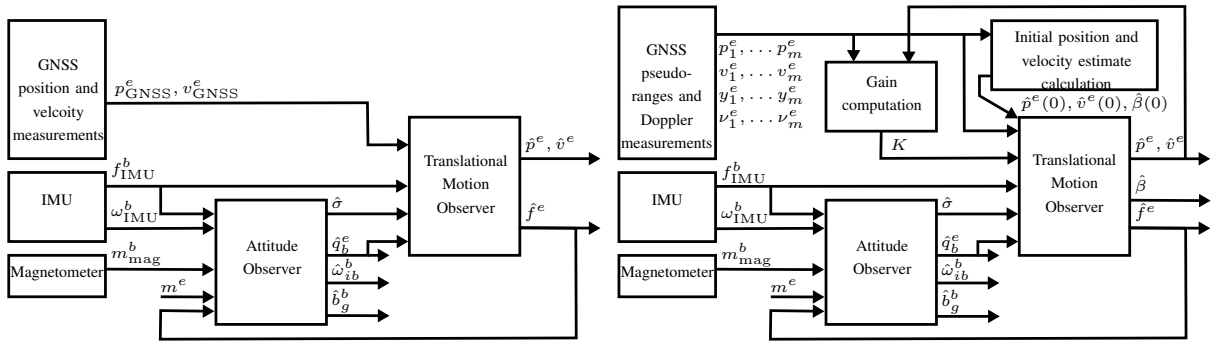 GNSS
position and
velcoity
measurements
p^e_GNSS, v^e_GNSS
IMU
f^b_IMU
ω^b_IMU
Magnetometer
m^b_mag
m^e
Attitude
Observer
σ̂
q̂^e_b
ω̂^b_ib
b̂^b_g
Translational
Motion
Observer
p̂^e, v̂^e
f̂^e
GNSS
pseudo-
ranges and
Doppler
measurements
p^e_1, … p^e_m
v^e_1, … v^e_m
y^e_1, … y^e_m
ν^e_1, … ν^e_m
Gain
computation
K
Initial position and
velocity estimate
calculation
p̂^e(0), v̂^e(0), β̂(0)
IMU
f^b_IMU
ω^b_IMU
Magnetometer
m^b_mag
m^e
Attitude
Observer
σ̂
q̂^e_b
ω̂^b_ib
b̂^b_g
Translational
Motion
Observer
p̂^e, v̂^e
β̂
f̂^e